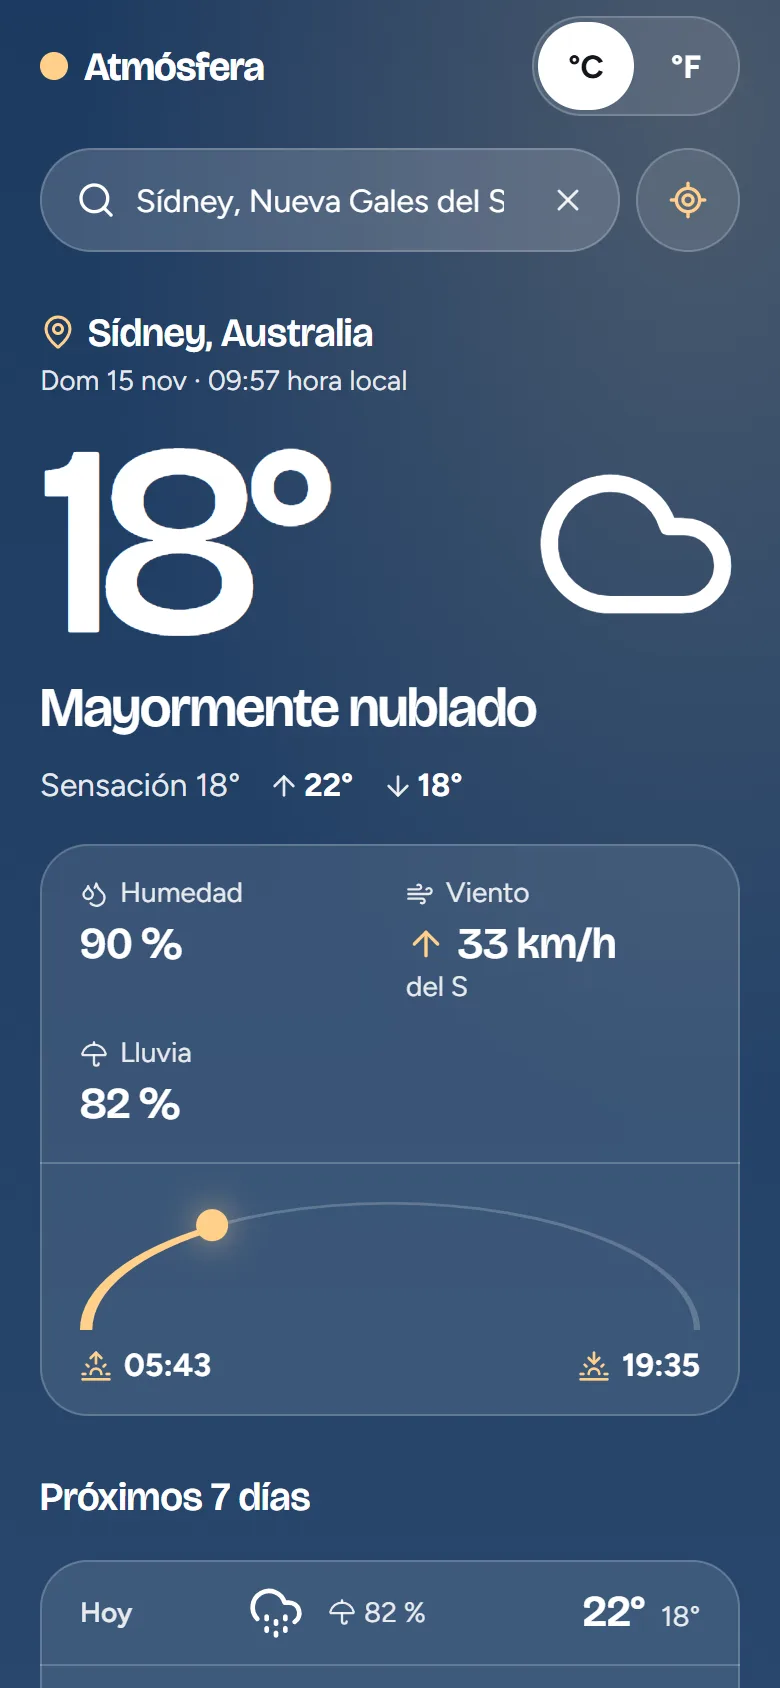 Atmósfera
°C °F
Sídney, Nueva Gales del S
Sídney, Australia
Dom 15 nov · 09:57 hora local
18°
Mayormente nublado
Sensación 18° ↑ 22° ↓ 18°
Humedad
90 %
Viento
↑ 33 km/h
del S
Lluvia
82 %
05:43
19:35
Próximos 7 días
Hoy 82 % 22° 18°